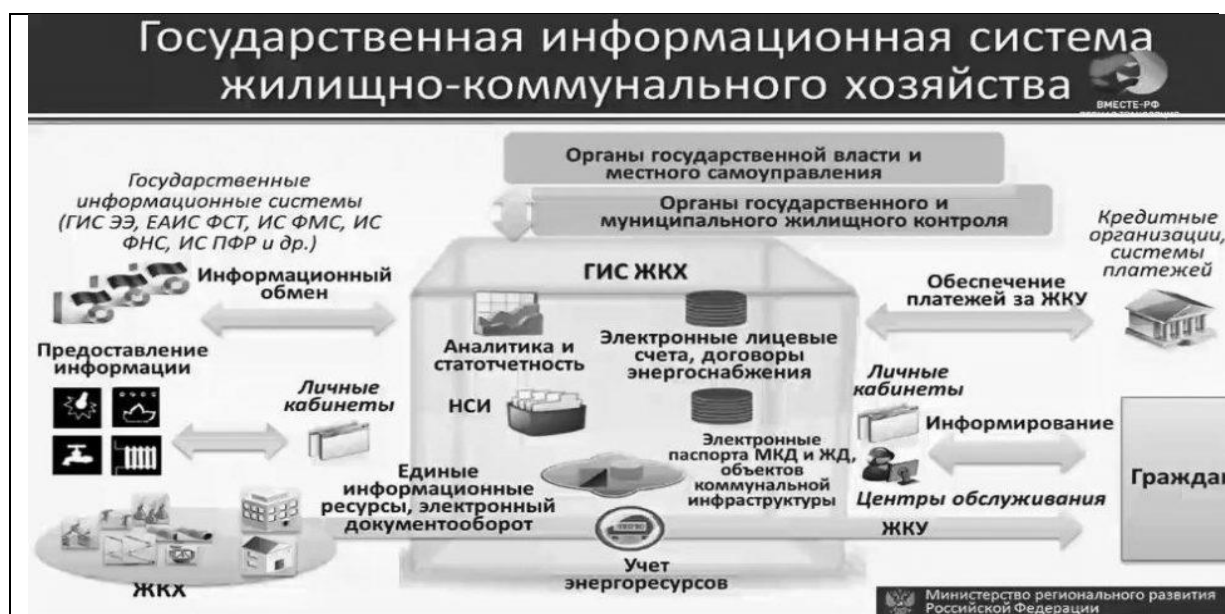 Государственная информационная система
жилищно-коммунального хозяйства
ВМЕСТЕ-РФ
Органы государственной власти и
местного самоуправления
Органы государственного и
муниципального жилищного контроля
Государственные
информационные системы
(ГИС ЭЭ, ЕАИС ФСТ, ИС ФМС, ИС
ФНС, ИС ПФР и др.)
Информационный
обмен
Предоставление
информации
Личные
кабинеты
ГИС ЖКХ
Аналитика и
статотчетность
Электронные лицевые
счета, договоры
энергоснабжения
НСИ
Электронные
паспорта МКД и ЖД,
объектов
коммунальной
инфраструктуры
Единые
информационные
ресурсы, электронный
документооборот
Учет
энергоресурсов
ЖКХ
Кредитные
организации,
системы
платежей
Обеспечение
платежей за ЖКУ
Личные
кабинеты
Информирование
Центры обслуживания
ЖКУ
Граждан
Министерство регионального развития
Российской Федерации